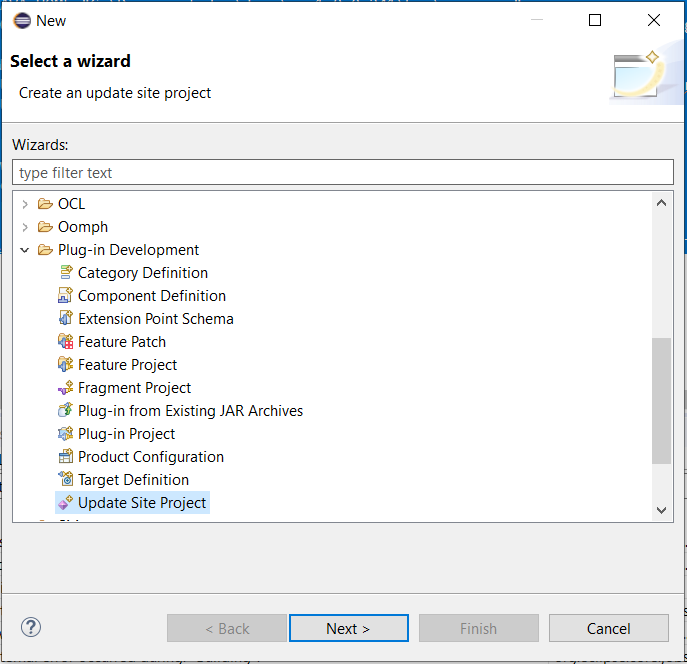 New
Select a wizard
Create an update site project
Wizards:
type filter text
OCL
Oomph
Plug-in Development
Category Definition
Component Definition
Extension Point Schema
Feature Patch
Feature Project
Fragment Project
Plug-in from Existing JAR Archives
Plug-in Project
Product Configuration
Target Definition
Update Site Project
?
< Back
Next >
Finish
Cancel